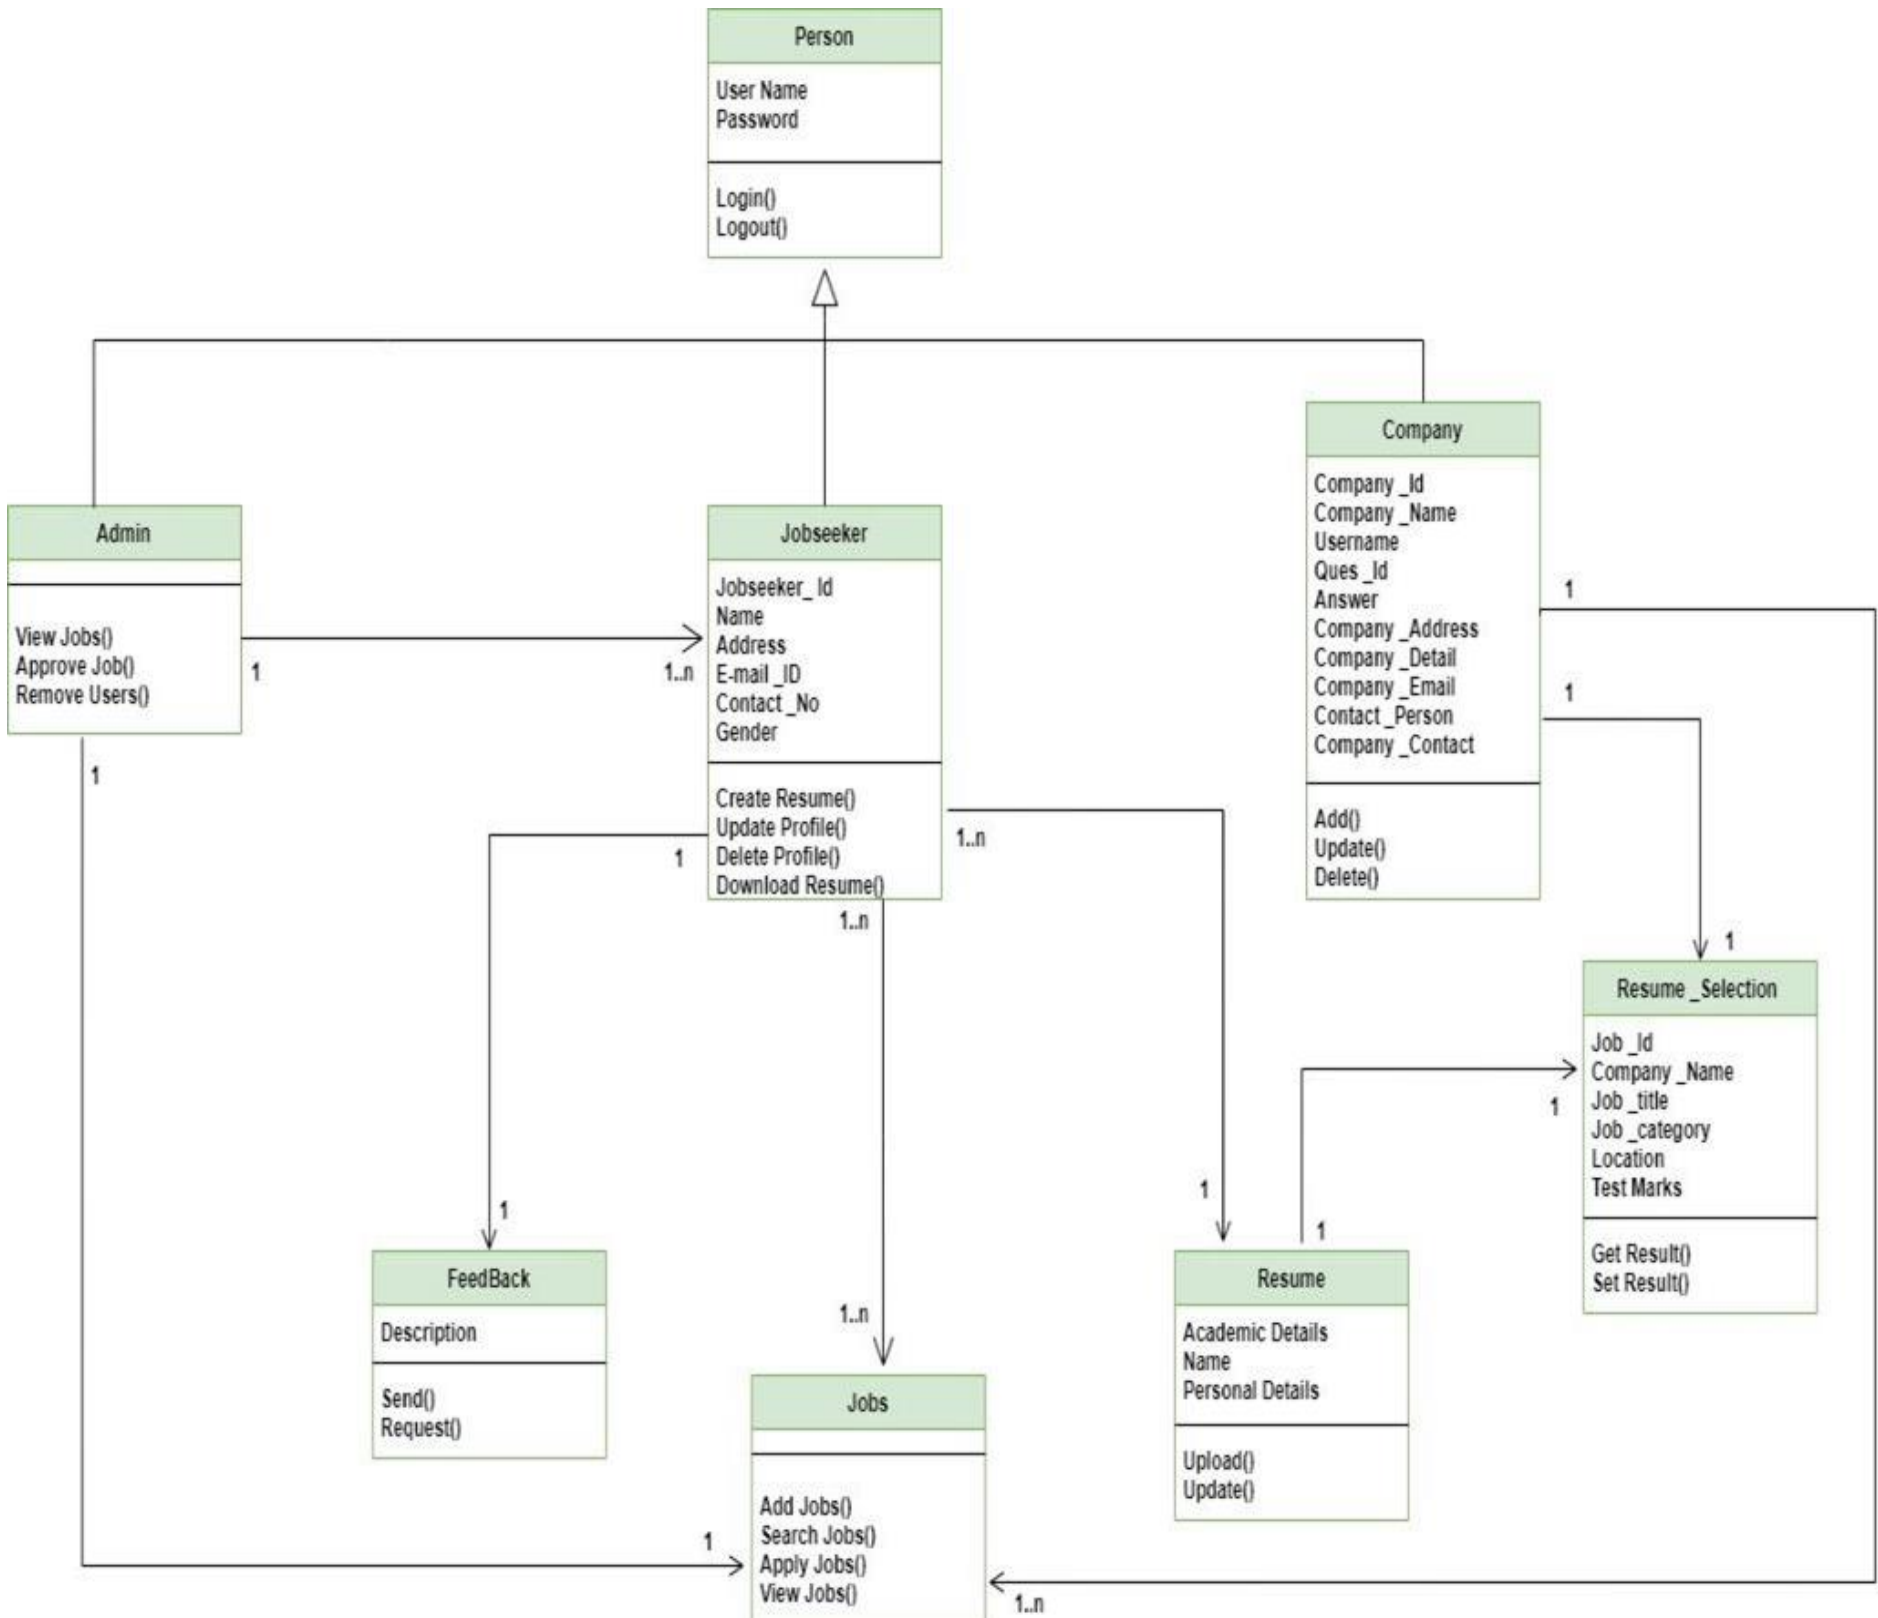 Person
User Name
Password
Login()
Logout()
Admin
View Jobs()
Approve Job()
Remove Users()
1
1..n
1
Jobseeker
Jobseeker_ Id
Name
Address
E-mail _ID
Contact _No
Gender
Create Resume()
Update Profile()
Delete Profile()
Download Resume()
1
1..n
1..n
Company
Company _Id
Company _Name
Username
Ques _Id
Answer
Company _Address
Company _Detail
Company _Email
Contact _Person
Company _Contact
Add()
Update()
Delete()
1
1
1
Resume _Selection
Job _Id
Company _Name
Job _title
Job _category
Location
Test Marks
Get Result()
Set Result()
1
1
1
1
FeedBack
Description
Send()
Request()
1..n
Jobs
Add Jobs()
Search Jobs()
Apply Jobs()
View Jobs()
1
1..n
Resume
Academic Details
Name
Personal Details
Upload()
Update()